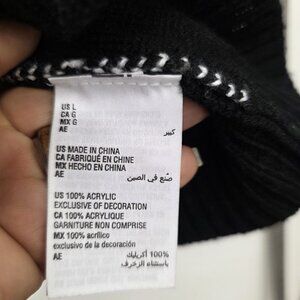 US L
CA G
MX G
AE كبير
US MADE IN CHINA
CA FABRIQUÉ EN CHINE
MX HECHO EN CHINA
AE صنع في الصين
US 100% ACRYLIC
EXCLUSIVE OF DECORATION
CA 100% ACRYLIQUE
GARNITURE NON COMPRISE
MX 100% acrílico
exclusivo de la decoración
AE 100% أكريليك
باستثناء الزخرف.